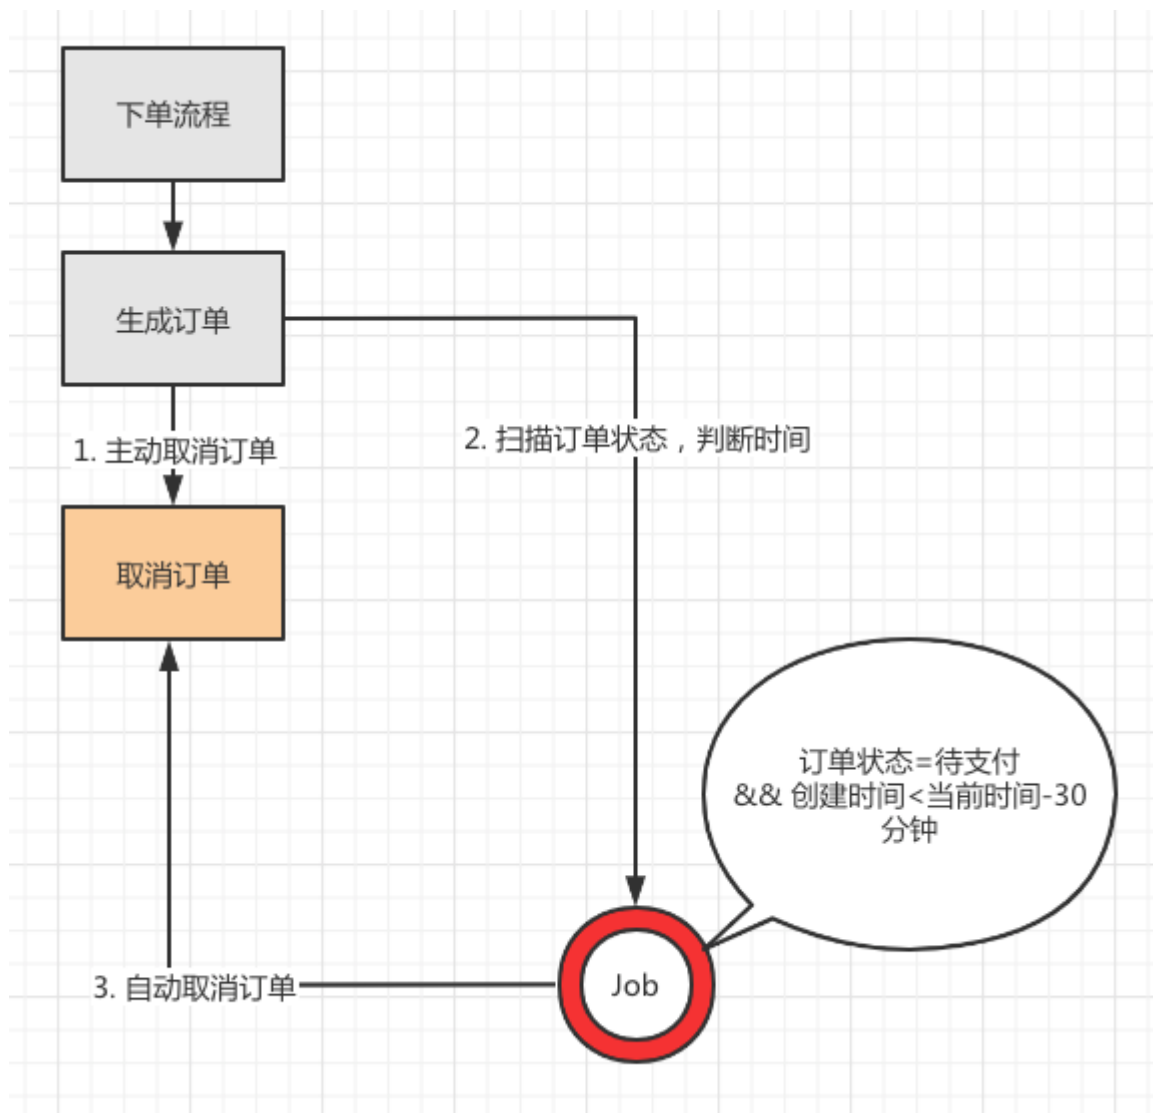 下单流程
生成订单
1. 主动取消订单
2. 扫描订单状态，判断时间
取消订单
订单状态=待支付
&& 创建时间<当前时间-30
分钟
Job
3. 自动取消订单